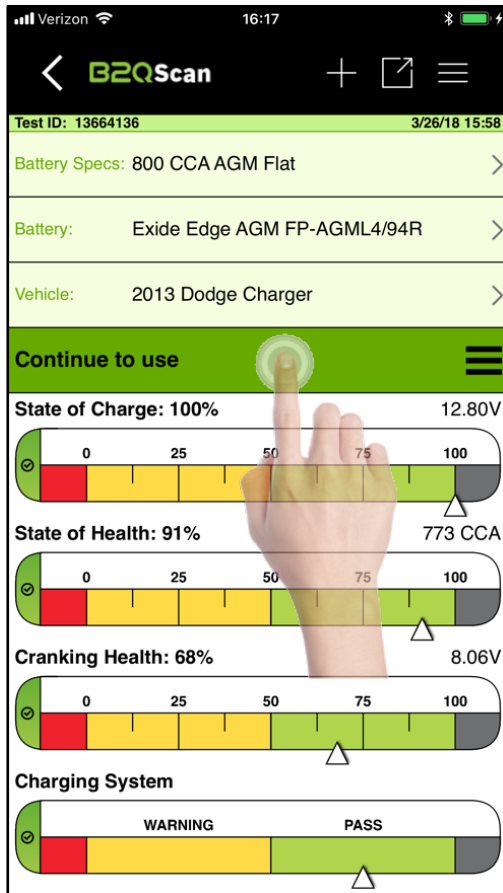 Verizon 16:17
B2QScan
Test ID: 13664136 3/26/18 15:58
Battery Specs: 800 CCA AGM Flat
Battery: Exide Edge AGM FP-AGML4/94R
Vehicle: 2013 Dodge Charger
Continue to use
State of Charge: 100% 12.80V
0 25 50 75 100
State of Health: 91% 773 CCA
0 25 50 75 100
Cranking Health: 68% 8.06V
0 25 50 75 100
Charging System
WARNING PASS